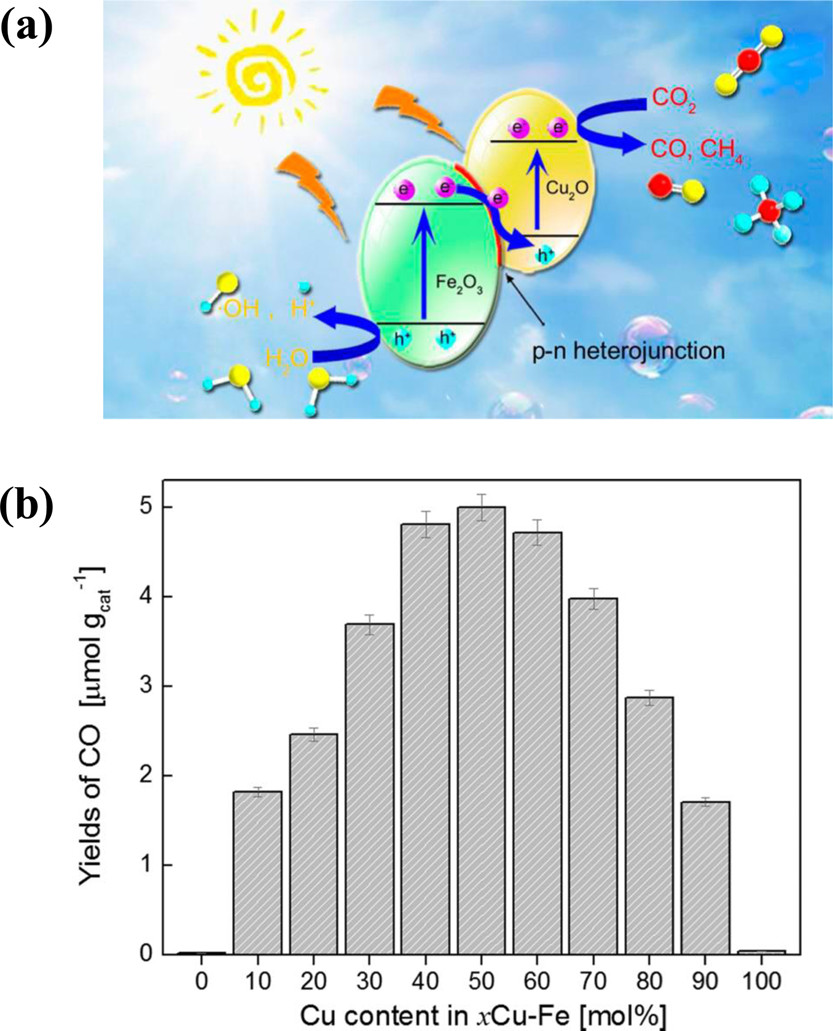 (a)
e⁻ e⁻
CO₂
CO, CH₄
Cu₂O
e⁻ e⁻ e⁻
h⁺
Fe₂O₃
·OH , H⁺
H₂O
h⁺ h⁺
p-n heterojunction
(b)
Yields of CO [μmol g_cat⁻¹]
5
4
3
2
1
0
0 10 20 30 40 50 60 70 80 90 100
Cu content in xCu-Fe [mol%]